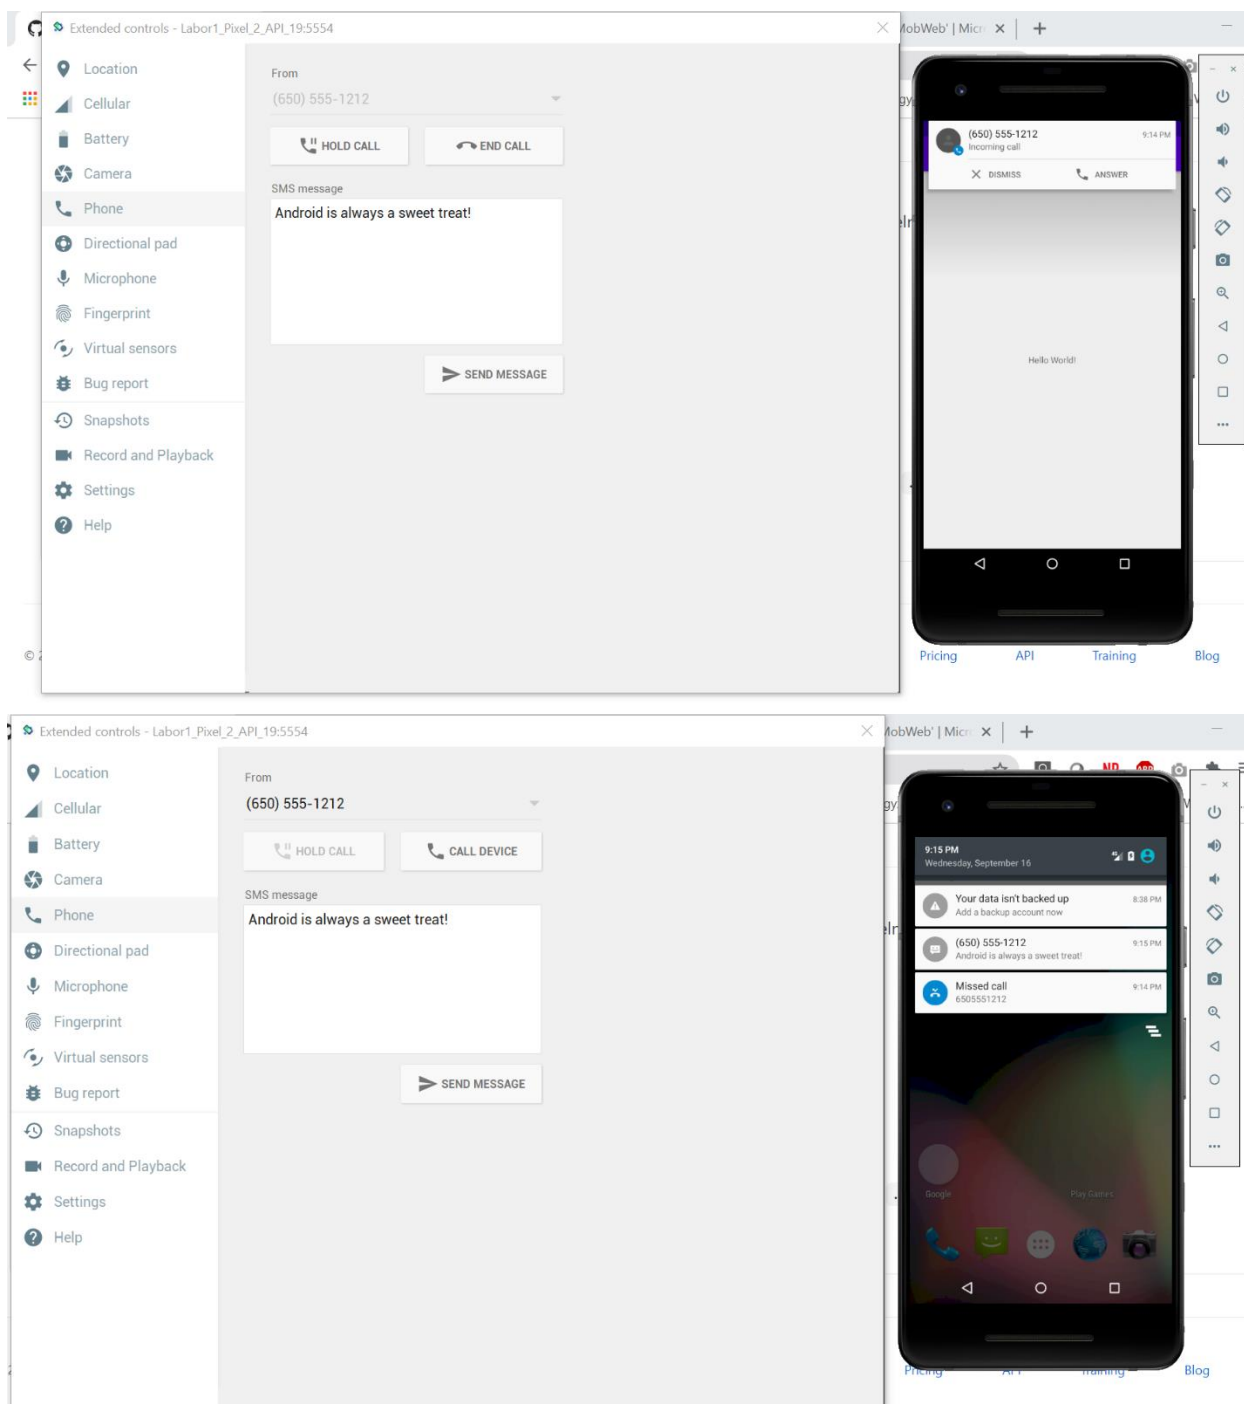 Extended controls - Labor1_Pixel_2_API_19:5554
MobWeb' | Micr
Location
Cellular
Battery
Camera
Phone
Directional pad
Microphone
Fingerprint
Virtual sensors
Bug report
Snapshots
Record and Playback
Settings
Help
From
(650) 555-1212
HOLD CALL
END CALL
SMS message
Android is always a sweet treat!
SEND MESSAGE
(650) 555-1212
9:14 PM
Incoming call
DISMISS
ANSWER
Hello World!
Pricing
API
Training
Blog
Extended controls - Labor1_Pixel_2_API_19:5554
MobWeb' | Micr
Location
Cellular
Battery
Camera
Phone
Directional pad
Microphone
Fingerprint
Virtual sensors
Bug report
Snapshots
Record and Playback
Settings
Help
From
(650) 555-1212
HOLD CALL
CALL DEVICE
SMS message
Android is always a sweet treat!
SEND MESSAGE
9:15 PM
Wednesday, September 16
Your data isn't backed up
8:38 PM
Add a backup account now
(650) 555-1212
9:15 PM
Android is always a sweet treat!
Missed call
9:14 PM
6505551212
Google
Play Games
Blog